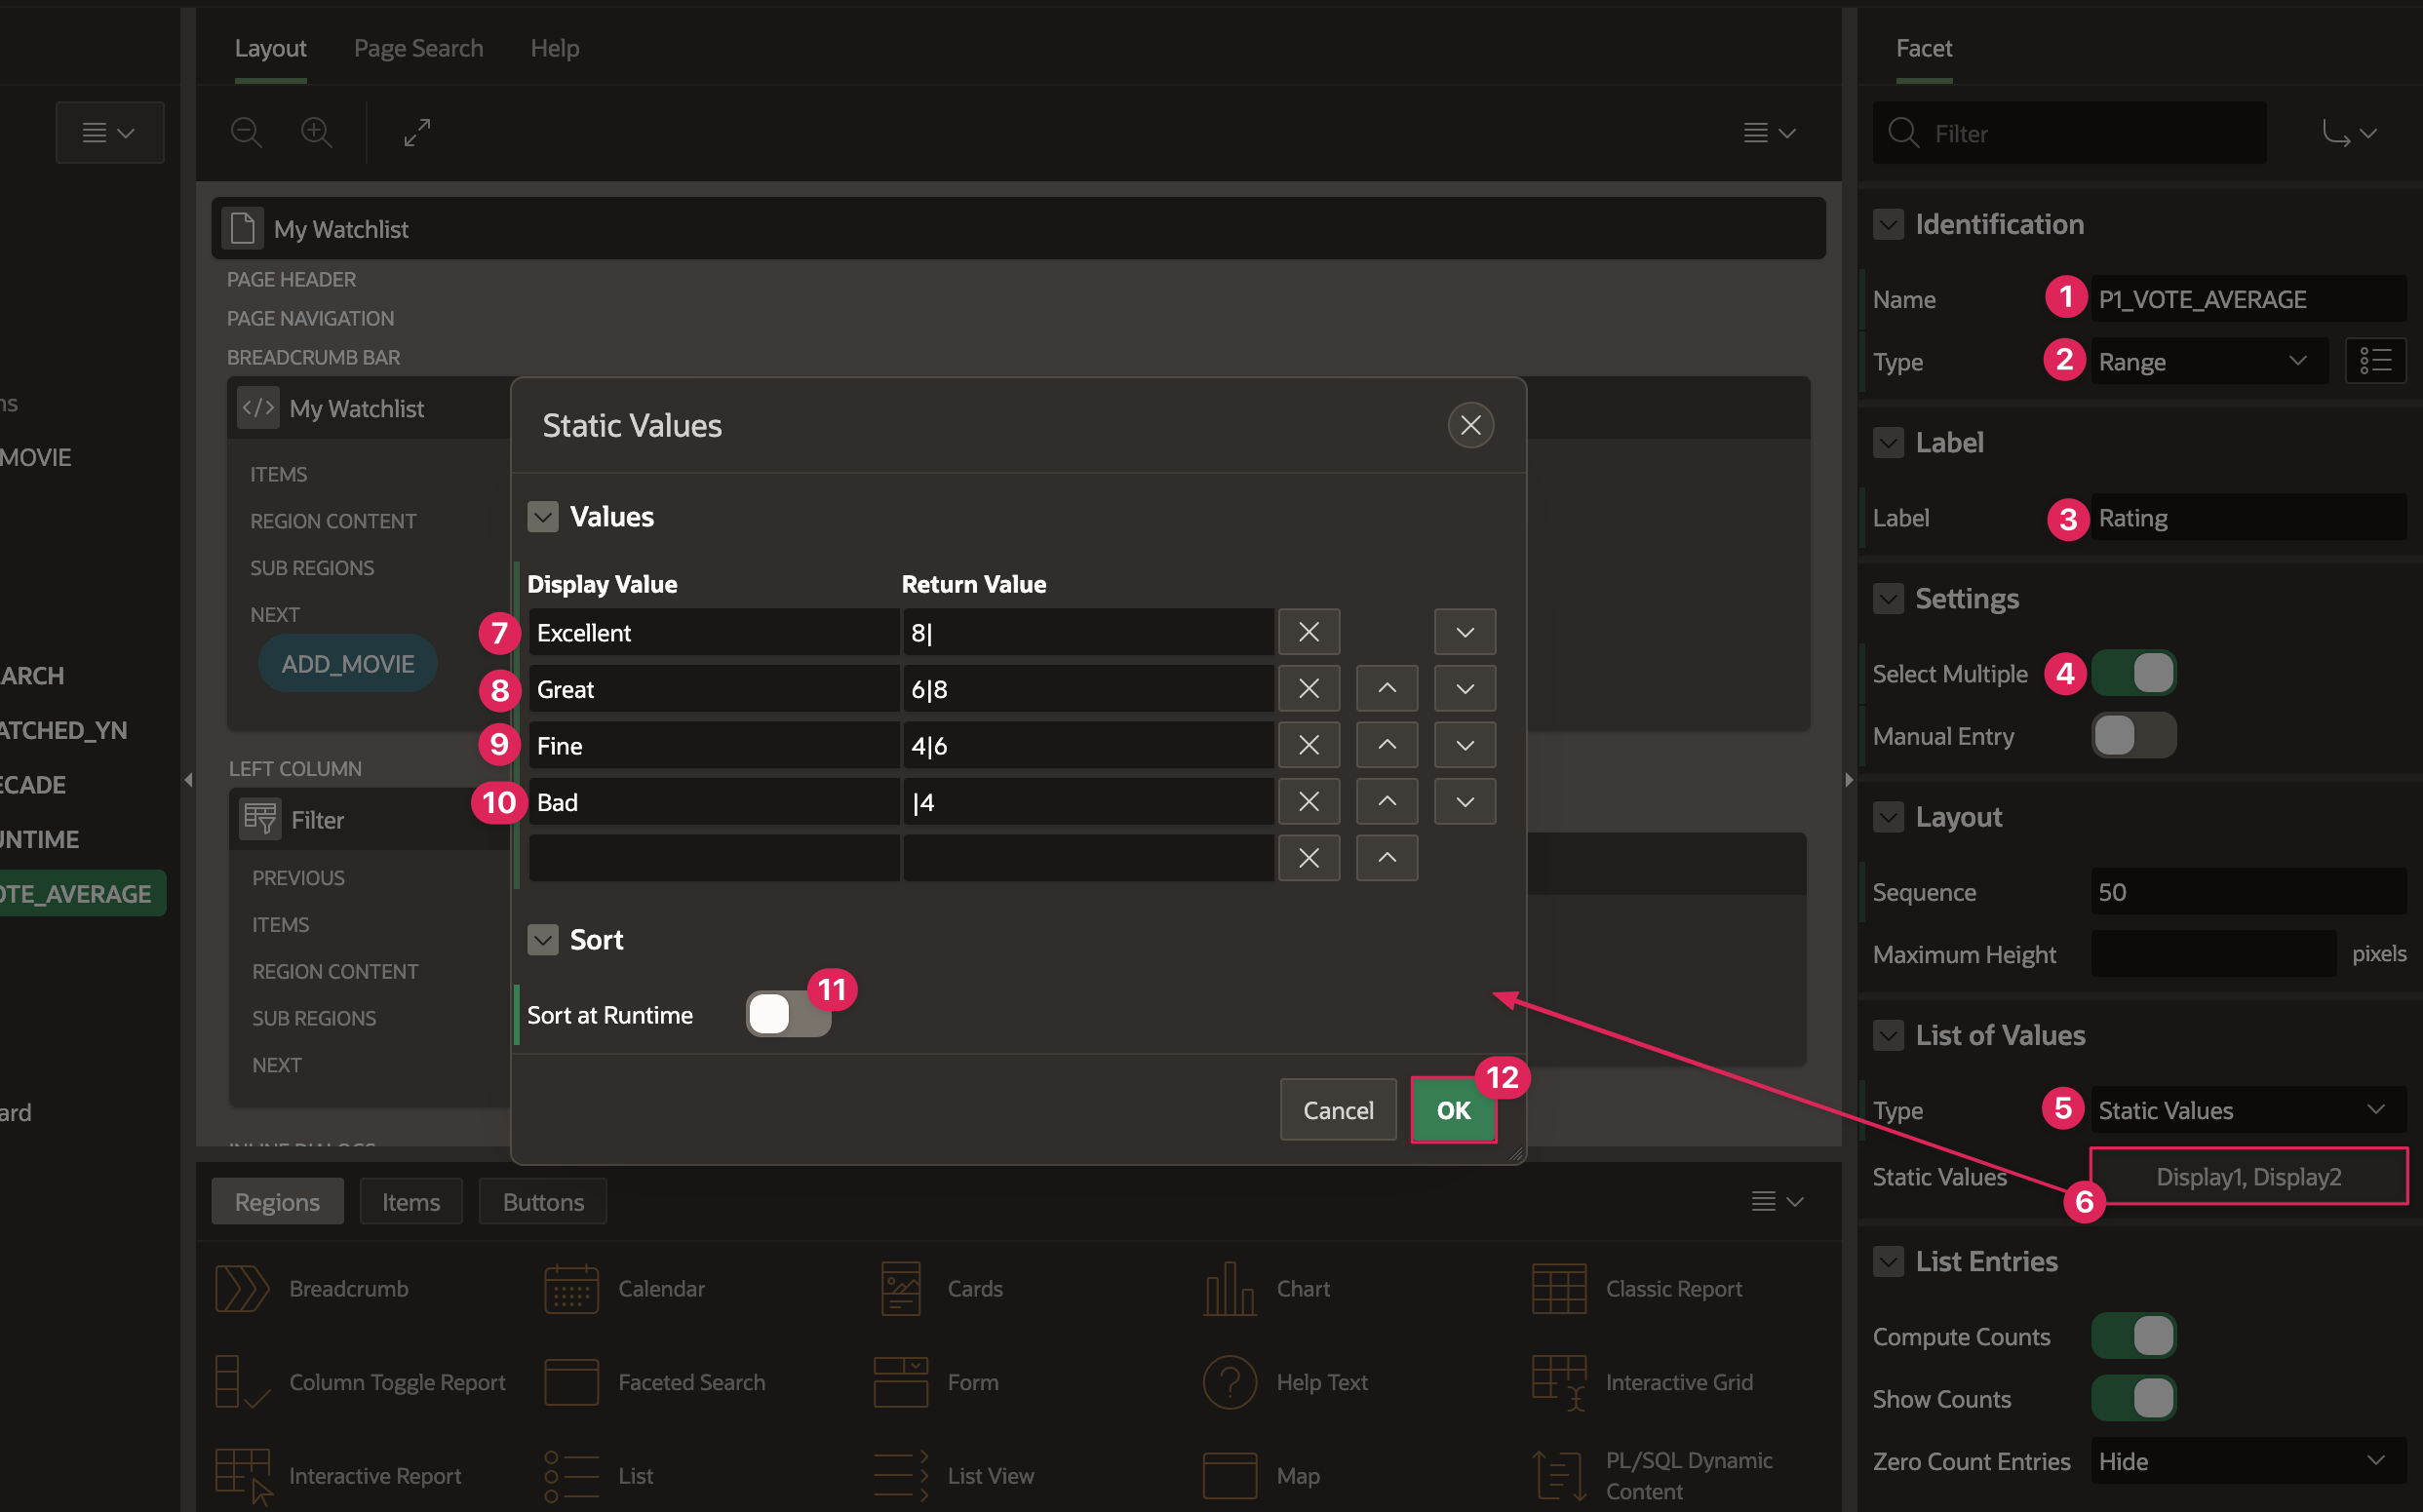 Layout
Page Search
Help
My Watchlist
PAGE HEADER
PAGE NAVIGATION
BREADCRUMB BAR
My Watchlist
ITEMS
REGION CONTENT
SUB REGIONS
NEXT
ADD_MOVIE
LEFT COLUMN
Filter
PREVIOUS
ITEMS
REGION CONTENT
SUB REGIONS
NEXT
ns
MOVIE
ARCH
ATCHED_YN
ECADE
UNTIME
OTE_AVERAGE
ard
Static Values
Values
Display Value Return Value
7 Excellent 8|
8 Great 6|8
9 Fine 4|6
10 Bad |4
Sort
11
Sort at Runtime
12
Cancel OK
Regions Items Buttons
Breadcrumb Calendar Cards Chart Classic Report
Column Toggle Report Faceted Search Form Help Text Interactive Grid
Interactive Report List List View Map PL/SQL Dynamic
Content
Facet
Filter
Identification
Name 1 P1_VOTE_AVERAGE
Type 2 Range
Label
Label 3 Rating
Settings
Select Multiple 4
Manual Entry
Layout
Sequence 50
Maximum Height pixels
List of Values
Type 5 Static Values
Static Values Display1, Display2
6
List Entries
Compute Counts
Show Counts
Zero Count Entries Hide